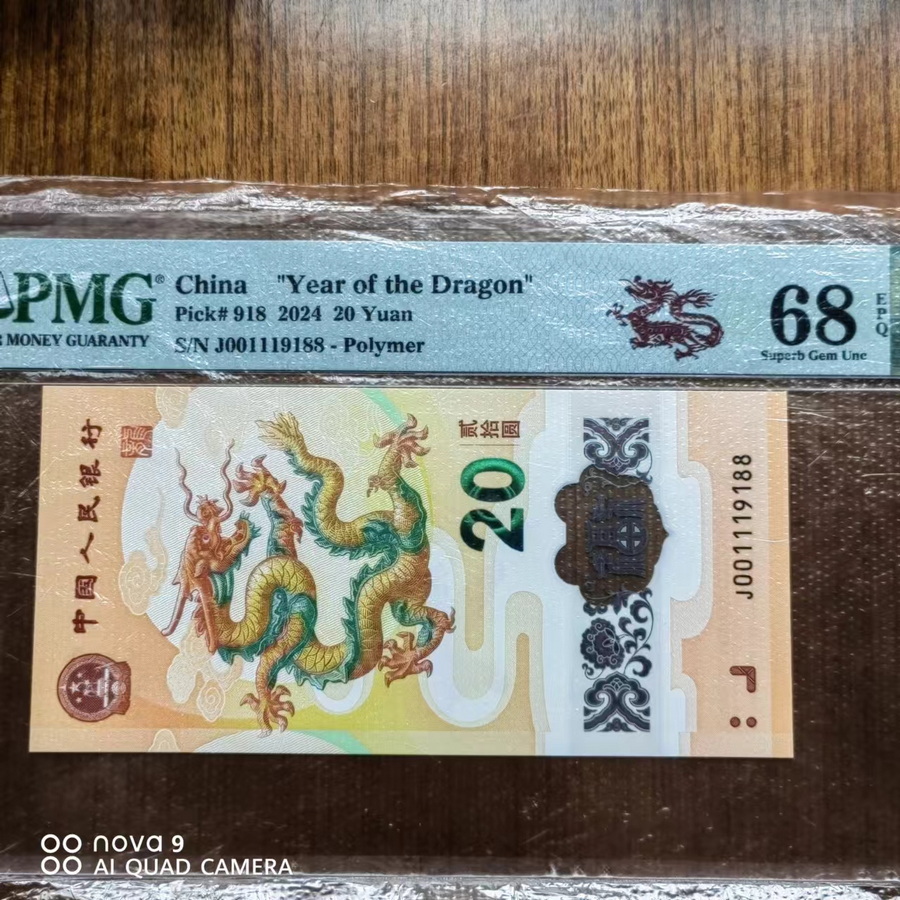 PMG®
MONEY GUARANTY
China "Year of the Dragon"
Pick# 918 2024 20 Yuan
S/N J001119188 - Polymer
68
EPQ
Superb Gem Unc
中国人民银行
贰拾圆
20
J001119188
nova 9
AI QUAD CAMERA